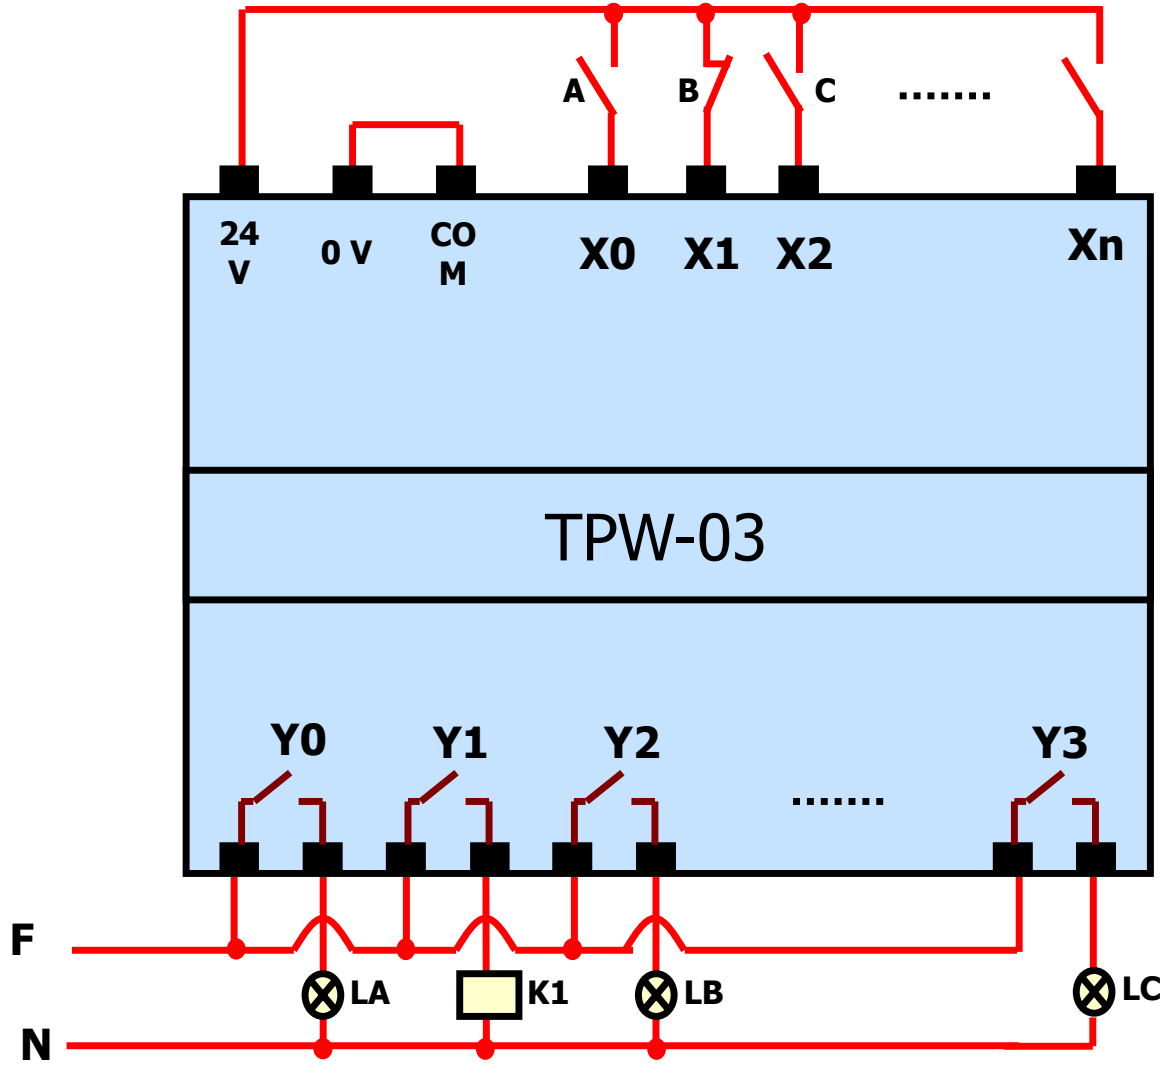 A B C .......
24 V 0 V CO M X0 X1 X2 Xn
TPW-03
Y0 Y1 Y2 ....... Y3
F
LA K1 LB LC
N